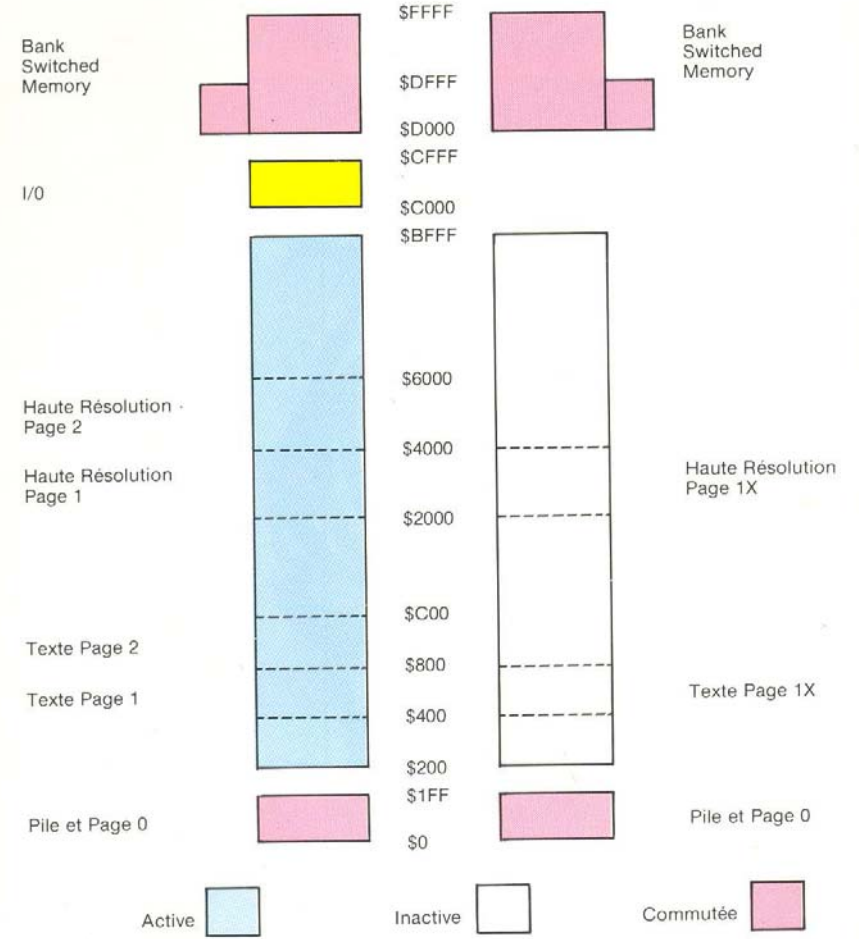 $FFFF
Bank
Switched
Memory
Bank
Switched
Memory
$DFFF
$D000
$CFFF
I/0
$C000
$BFFF
$6000
Haute Résolution
Page 2
$4000
Haute Résolution
Page 1
Haute Résolution
Page 1X
$2000
$C00
Texte Page 2
$800
Texte Page 1
Texte Page 1X
$400
$200
$1FF
Pile et Page 0
Pile et Page 0
$0
Active
Inactive
Commutée